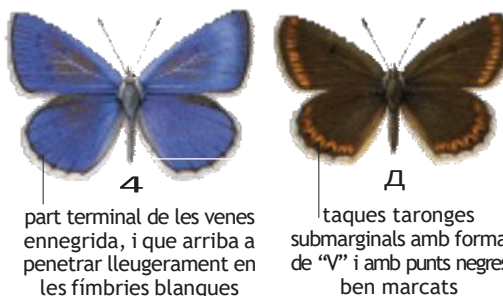 4
Д
part terminal de les venes
ennegrida, i que arriba a
penetrar lleugerament en
les fímbries blanques
taques taronges
submarginals amb forma
de “V” i amb punts negres
ben marcats